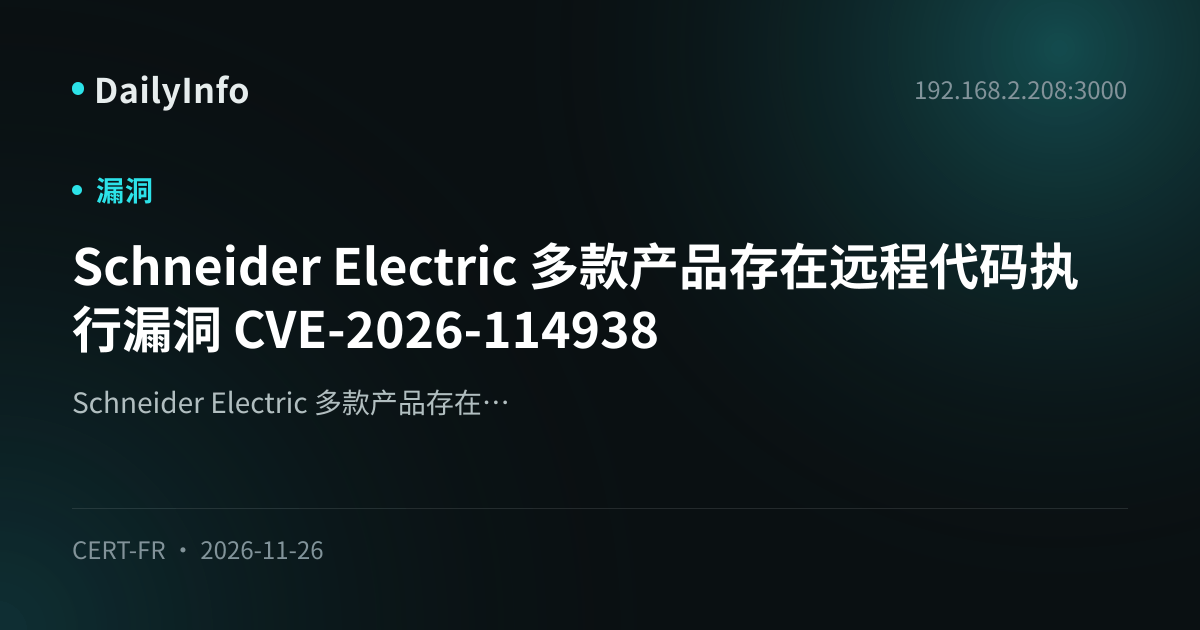 DailyInfo
192.168.2.208:3000
漏洞
Schneider Electric 多款产品存在远程代码执
行漏洞 CVE-2026-114938
Schneider Electric 多款产品存在…
CERT-FR • 2026-11-26